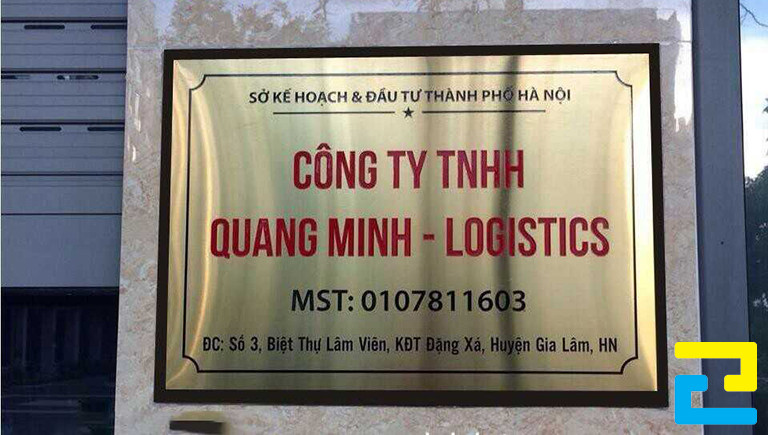 SỞ KẾ HOẠCH & ĐẦU TƯ THÀNH PHỐ HÀ NỘI
CÔNG TY TNHH
QUANG MINH - LOGISTICS
MST: 0107811603
ĐC: Số 3, Biệt Thự Lâm Viên, KĐT Đặng Xá, Huyện Gia Lâm, HN